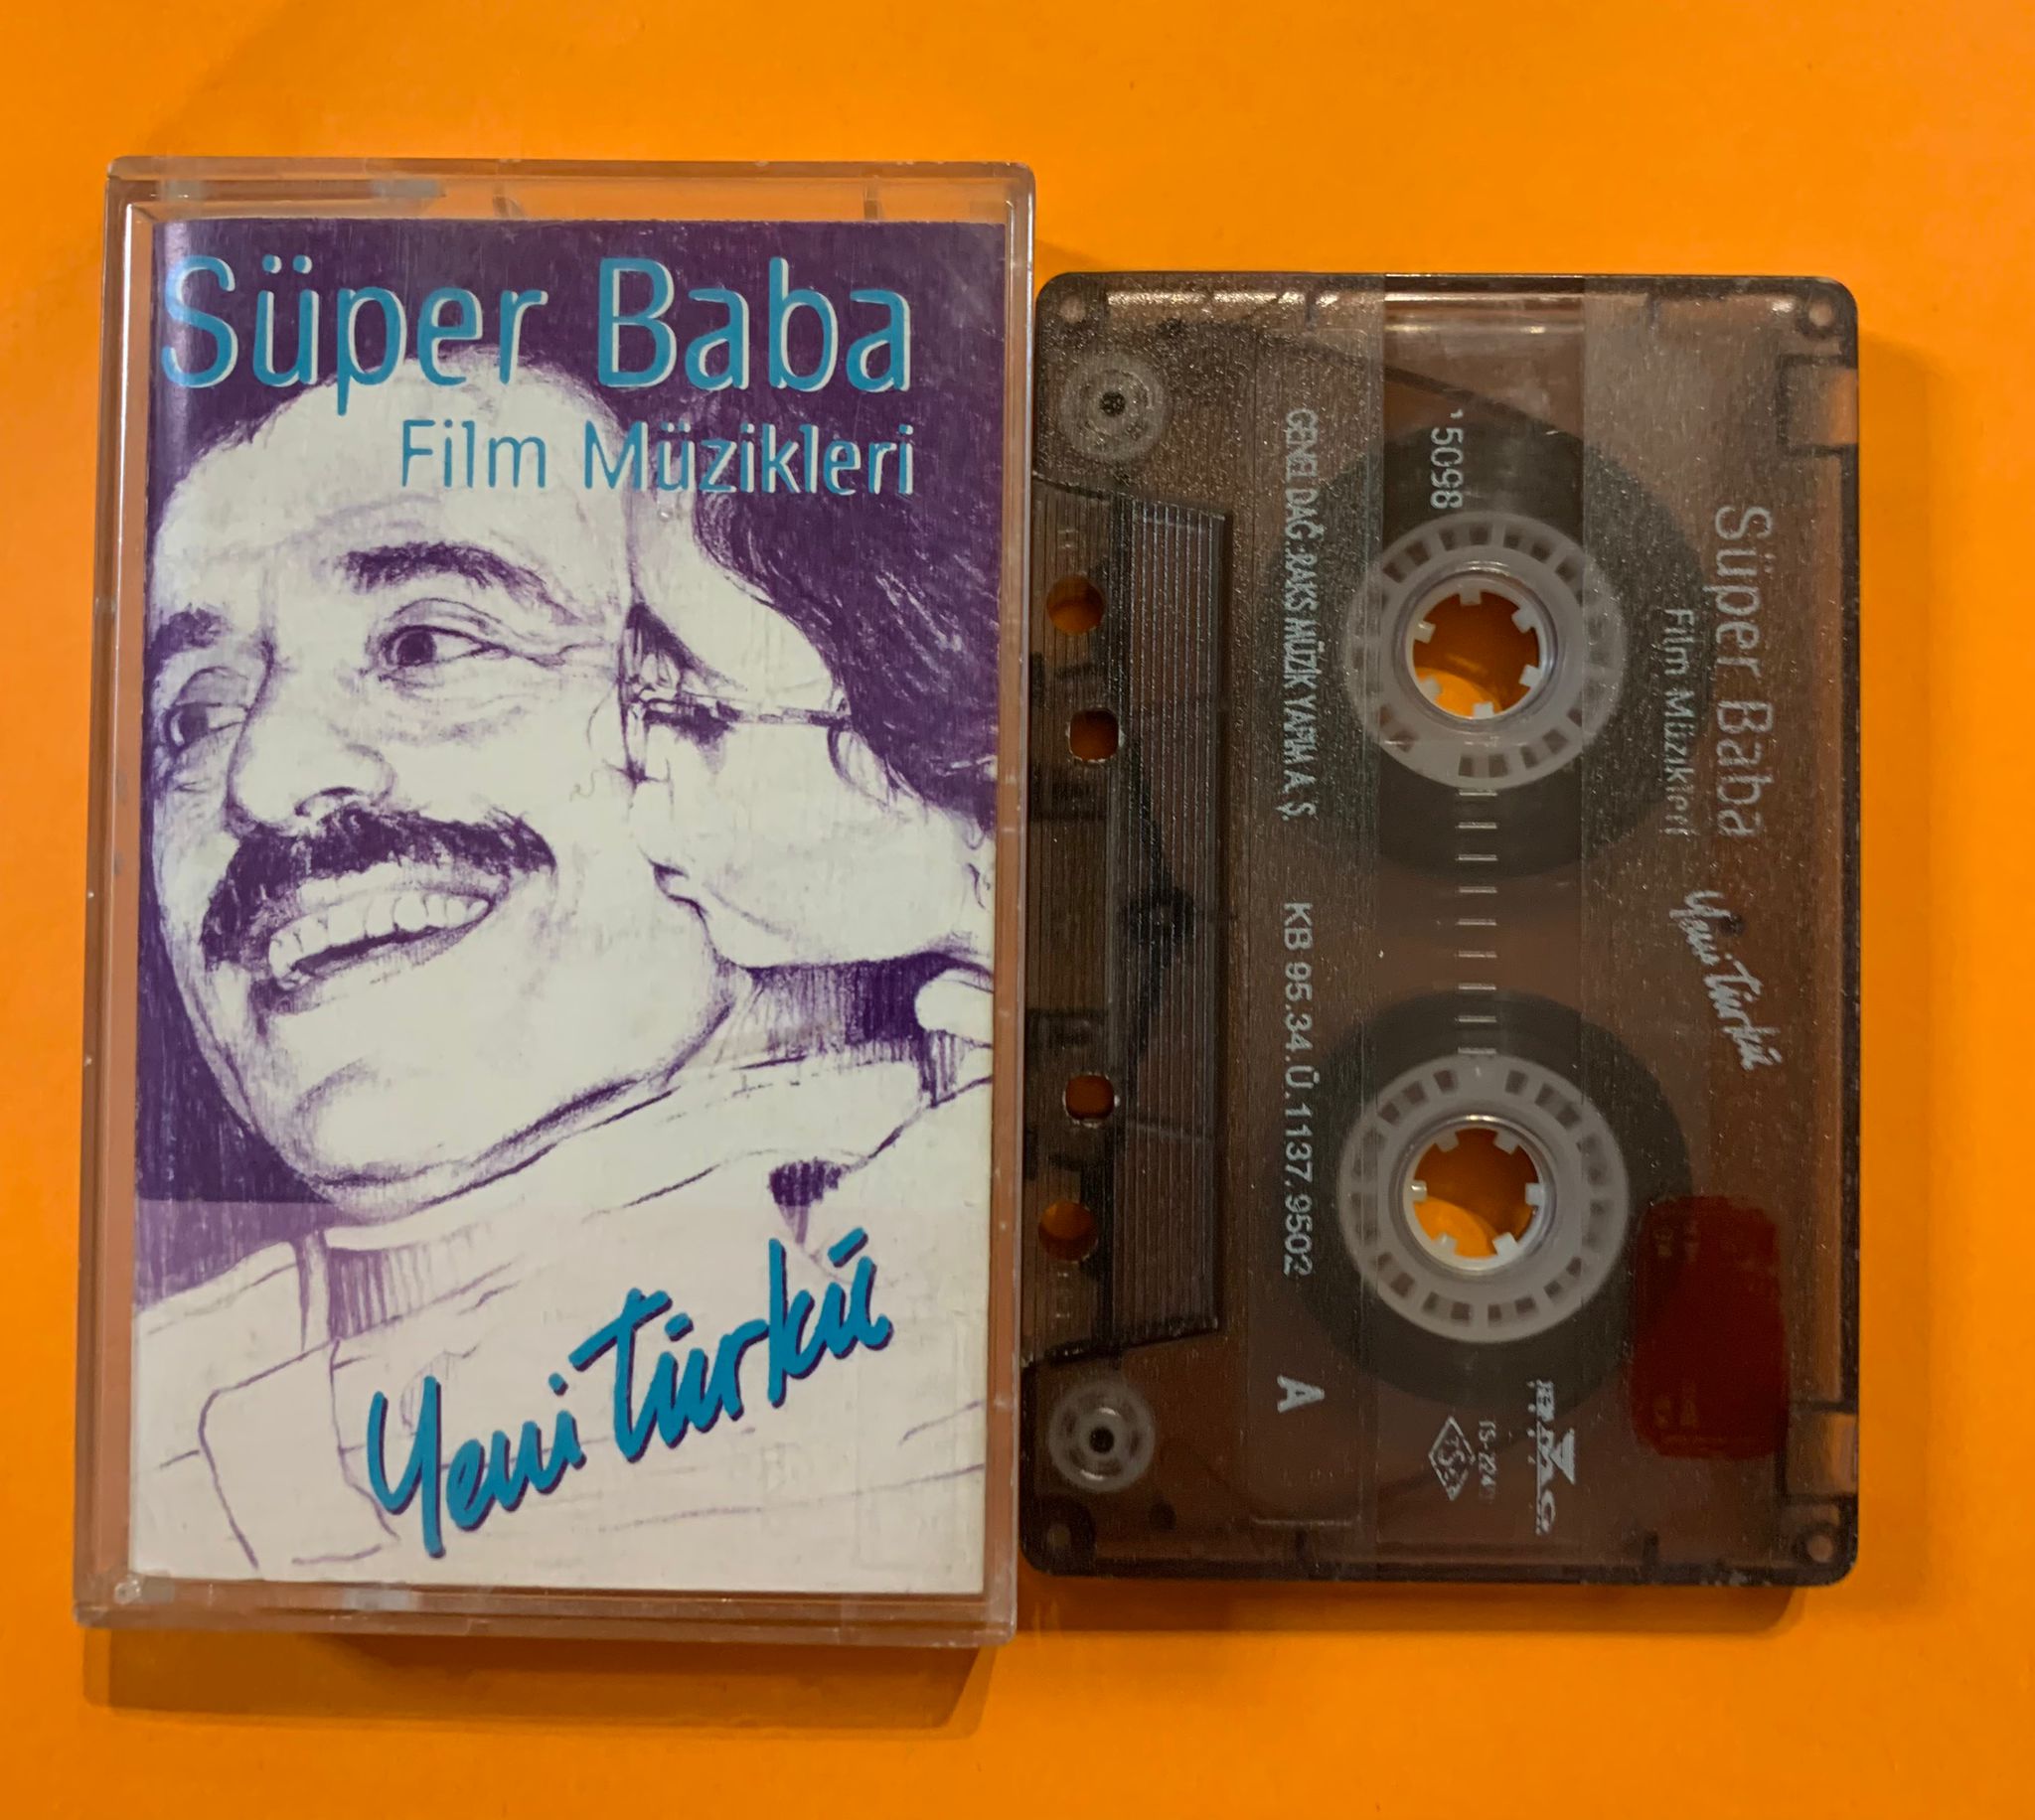 Süper Baba
Film Müzikleri
Yeni Türkü
Süper Baba
Film Müzikleri
Yeni Türkü
'5098
GENEL DAĞ. RAKS MÜZİK YAPIM A.Ş.
KB 95.34.Ü.1137.9502
A
TSE